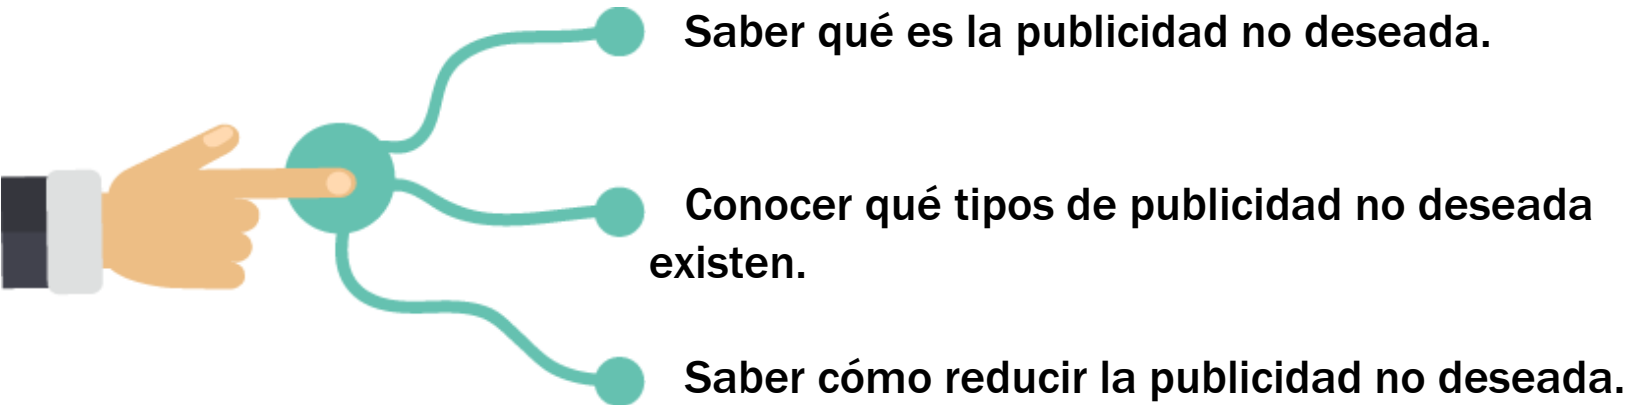 Saber qué es la publicidad no deseada.
Conocer qué tipos de publicidad no deseada
existen.
Saber cómo reducir la publicidad no deseada.